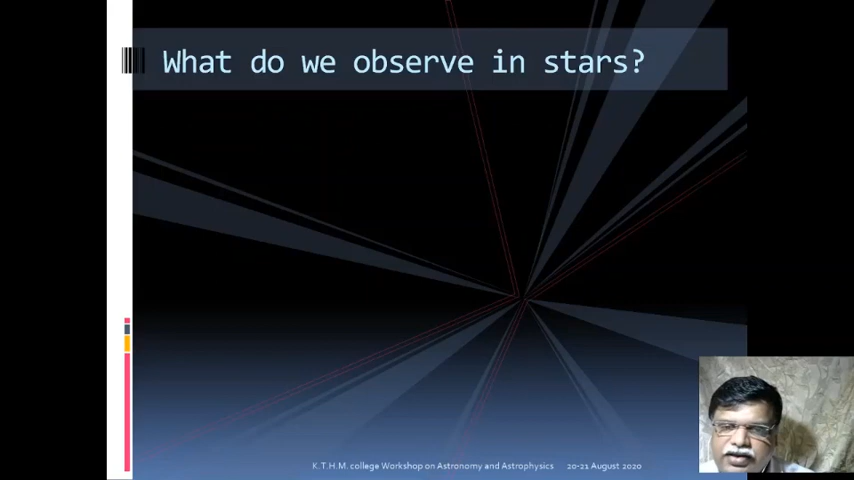 What do we observe in stars?
K.T.H.M. college Workshop on Astronomy and Astrophysics 20-21 August 2020